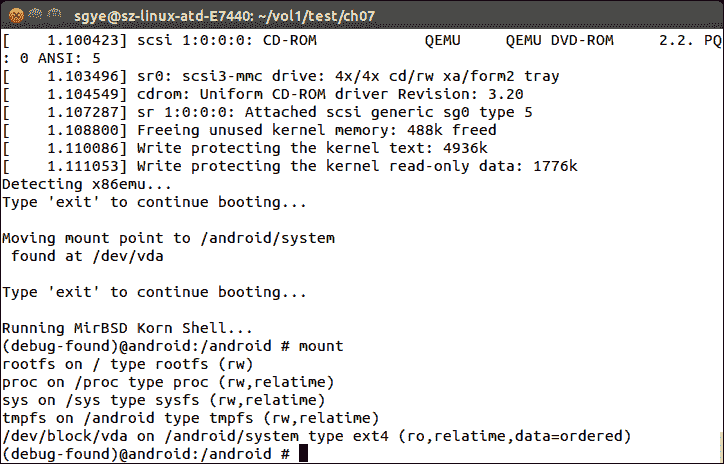 sgye@sz-linux-atd-E7440: ~/vol1/test/ch07
[    1.100423] scsi 1:0:0:0: CD-ROM            QEMU     QEMU DVD-ROM     2.2. PQ
: 0 ANSI: 5
[    1.103496] sr0: scsi3-mmc drive: 4x/4x cd/rw xa/form2 tray
[    1.104549] cdrom: Uniform CD-ROM driver Revision: 3.20
[    1.107287] sr 1:0:0:0: Attached scsi generic sg0 type 5
[    1.108800] Freeing unused kernel memory: 488k freed
[    1.110086] Write protecting the kernel text: 4936k
[    1.111053] Write protecting the kernel read-only data: 1776k
Detecting x86emu...
Type 'exit' to continue booting...
Moving mount point to /android/system
 found at /dev/vda
Type 'exit' to continue booting...
Running MirBSD Korn Shell...
(debug-found)@android:/android # mount
rootfs on / type rootfs (rw)
proc on /proc type proc (rw,relatime)
sys on /sys type sysfs (rw,relatime)
tmpfs on /android type tmpfs (rw,relatime)
/dev/block/vda on /android/system type ext4 (ro,relatime,data=ordered)
(debug-found)@android:/android #